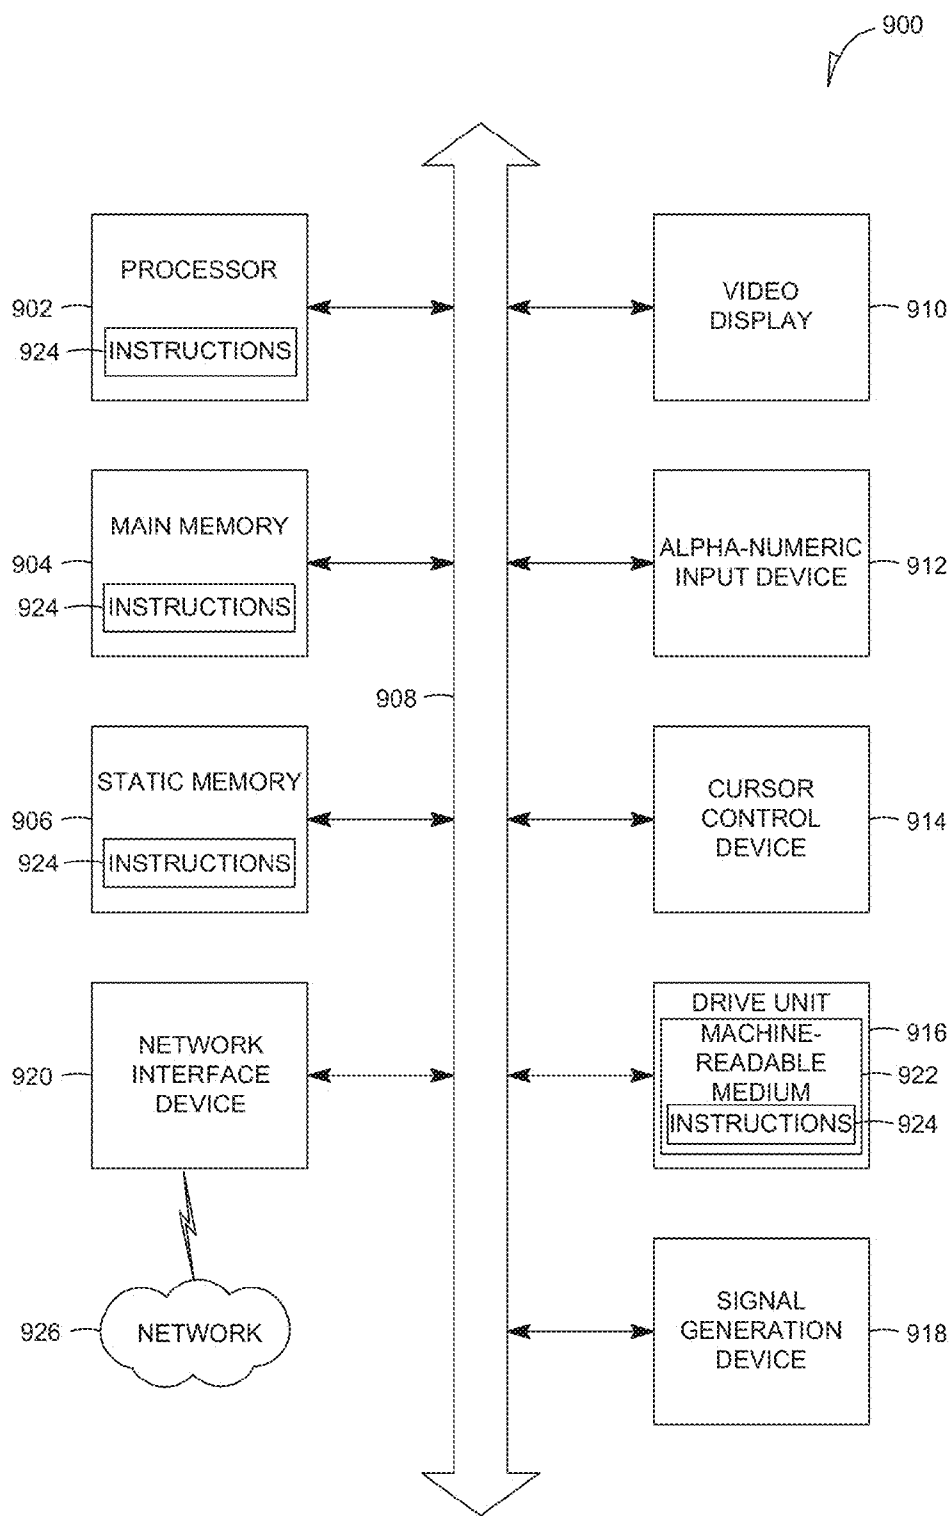 900
PROCESSOR
902
924
INSTRUCTIONS
VIDEO
DISPLAY
910
MAIN MEMORY
904
924
INSTRUCTIONS
ALPHA-NUMERIC
INPUT DEVICE
912
908
STATIC MEMORY
906
924
INSTRUCTIONS
CURSOR
CONTROL
DEVICE
914
NETWORK
INTERFACE
DEVICE
920
DRIVE UNIT
MACHINE-
READABLE
MEDIUM
INSTRUCTIONS
916
922
924
926
NETWORK
SIGNAL
GENERATION
DEVICE
918